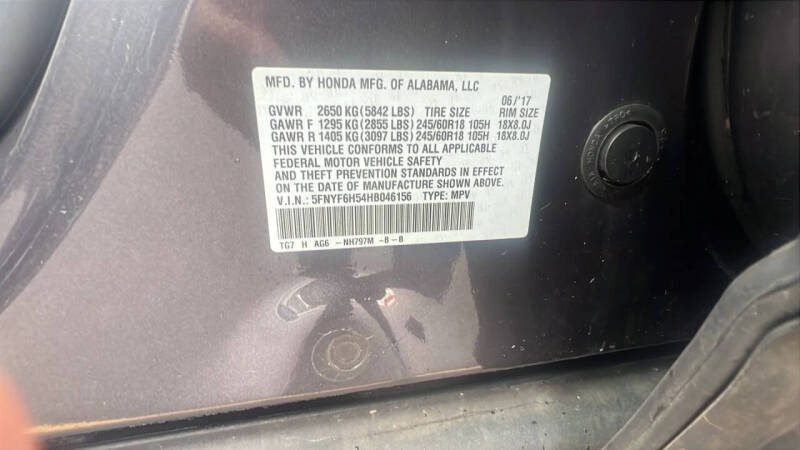 MFD. BY HONDA MFG. OF ALABAMA, LLC
06/'17
GVWR 2650 KG(5842 LBS) TIRE SIZE RIM SIZE
GAWR F 1295 KG(2855 LBS)245/60R18 105H 18X8.0J
GAWR R 1405 KG(3097 LBS)245/60R18 105H 18X8.0J
THIS VEHICLE CONFORMS TO ALL APPLICABLE
FEDERAL MOTOR VEHICLE SAFETY
AND THEFT PREVENTION STANDARDS IN EFFECT
ON THE DATE OF MANUFACTURE SHOWN ABOVE.
V.I.N.: 5FNYF6H54HB046156 TYPE: MPV
TG7 H AG6 -NH797M -B-B
HONDA